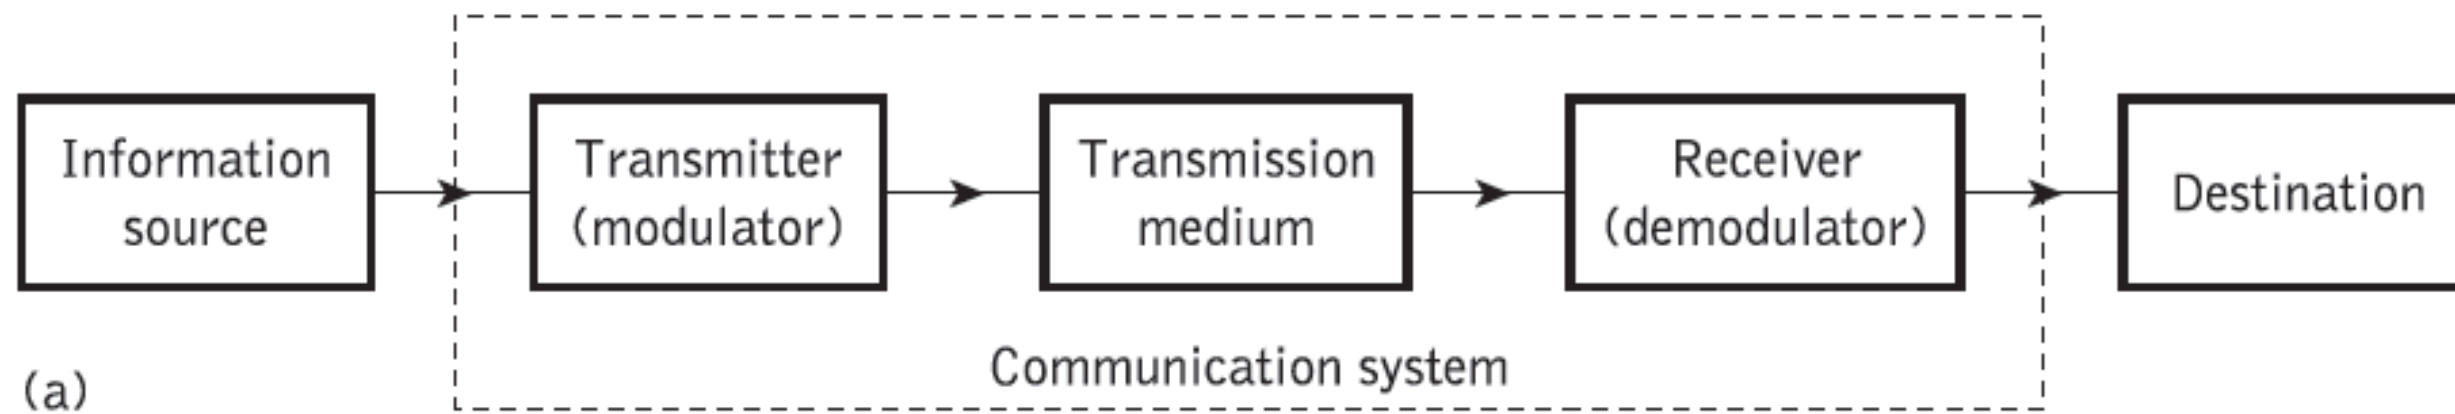 Information
source
Transmitter
(modulator)
Transmission
medium
Receiver
(demodulator)
Destination
Communication system
(a)